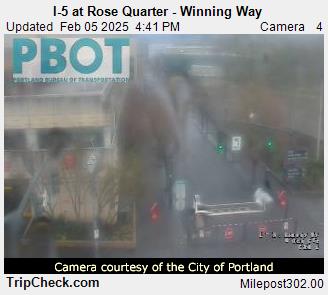 I-5 at Rose Quarter - Winning Way
Updated Feb 05 2025 4:41 PM Camera 4
PBOT
PORTLAND BUREAU OF TRANSPORTATION
Camera courtesy of the City of Portland
TripCheck.com Milepost302.00